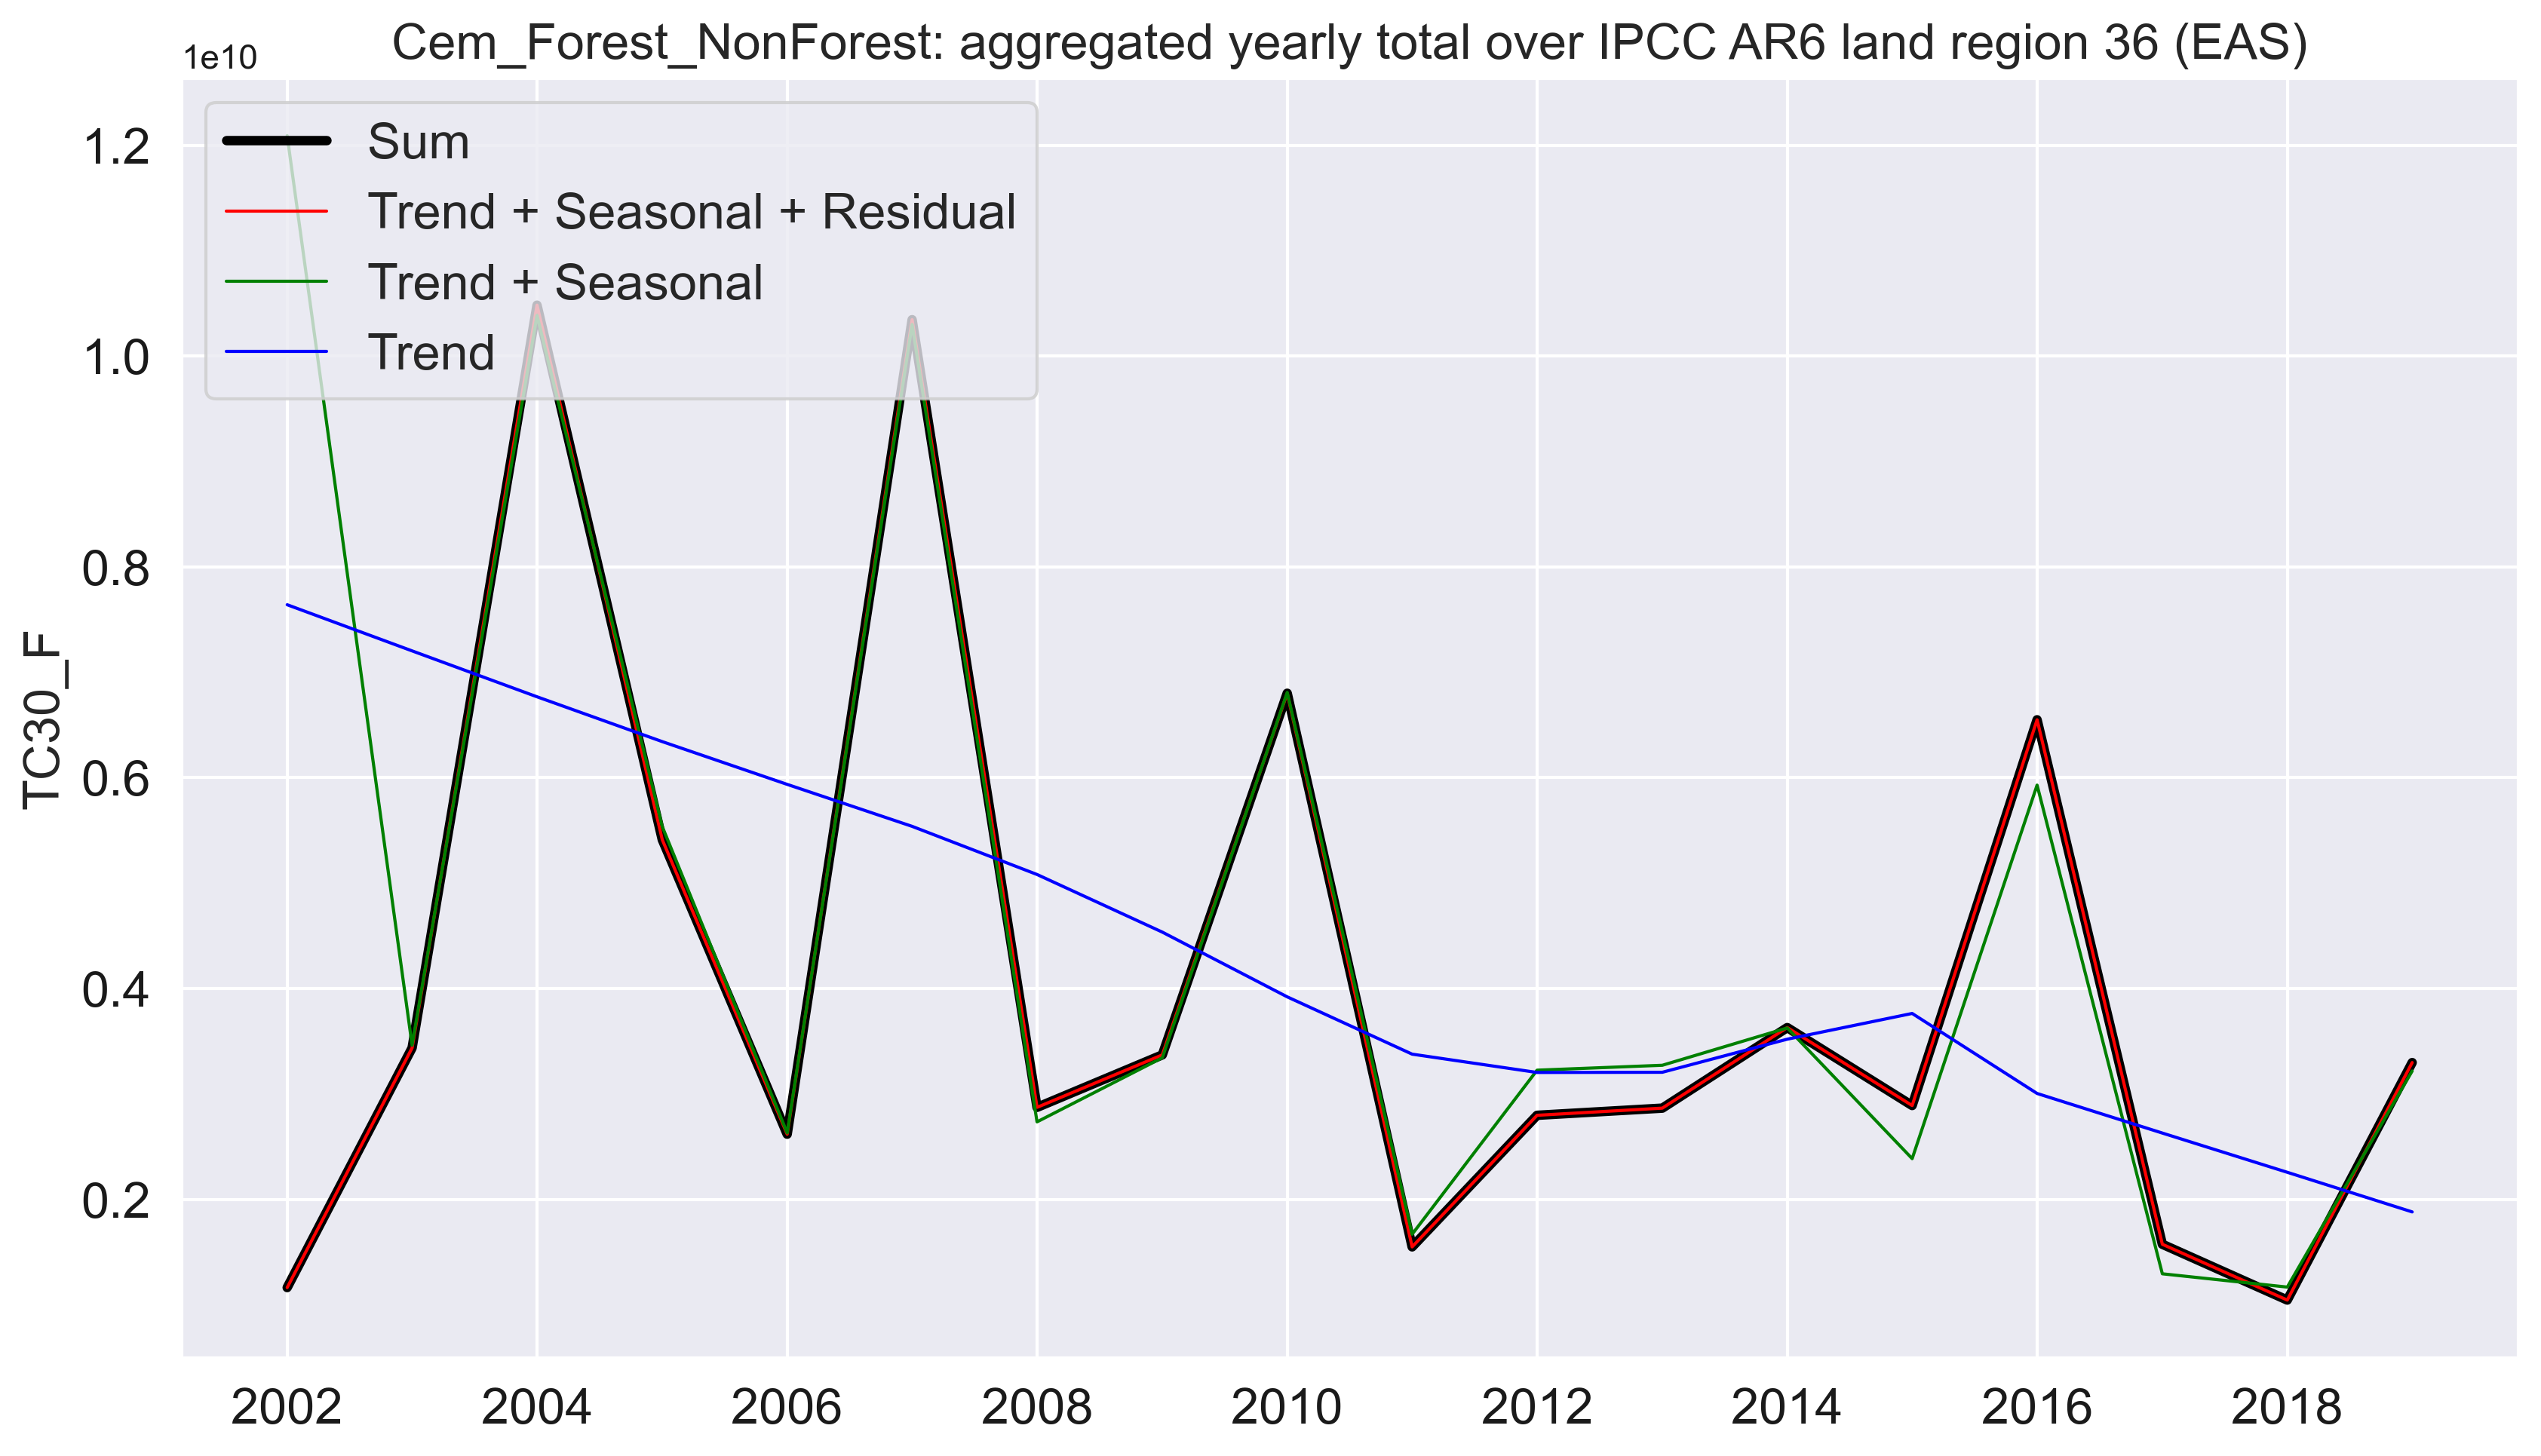 Cem_Forest_NonForest: aggregated yearly total over IPCC AR6 land region 36 (EAS)
1e10
Sum
Trend + Seasonal + Residual
Trend + Seasonal
Trend
1.2
1.0
0.8
0.6
0.4
0.2
TC30_F
2002 2004 2006 2008 2010 2012 2014 2016 2018